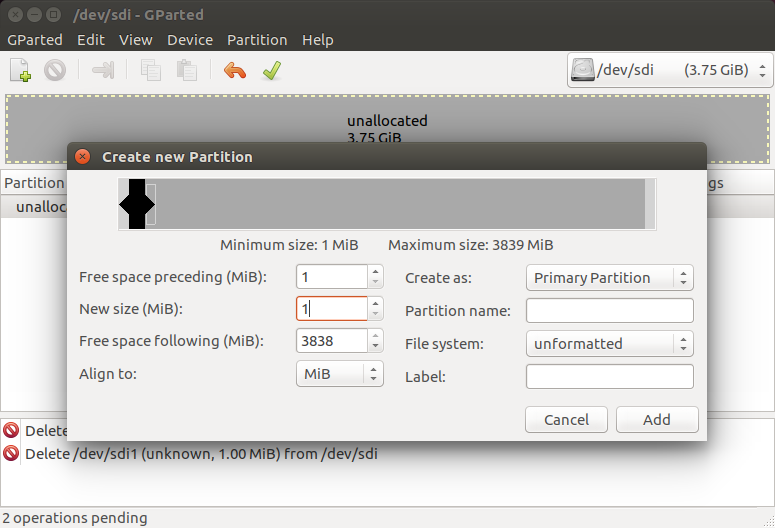 /dev/sdi - GParted
GParted Edit View Device Partition Help
/dev/sdi (3.75 GiB)
unallocated
3.75 GiB
Create new Partition
Partition
gs
unalloc
Minimum size: 1 MiB Maximum size: 3839 MiB
Free space preceding (MiB): 1
Create as: Primary Partition
New size (MiB): 1
Partition name:
Free space following (MiB): 3838
File system: unformatted
Align to: MiB
Label:
Cancel Add
Delete
Delete /dev/sdi1 (unknown, 1.00 MiB) from /dev/sdi
2 operations pending